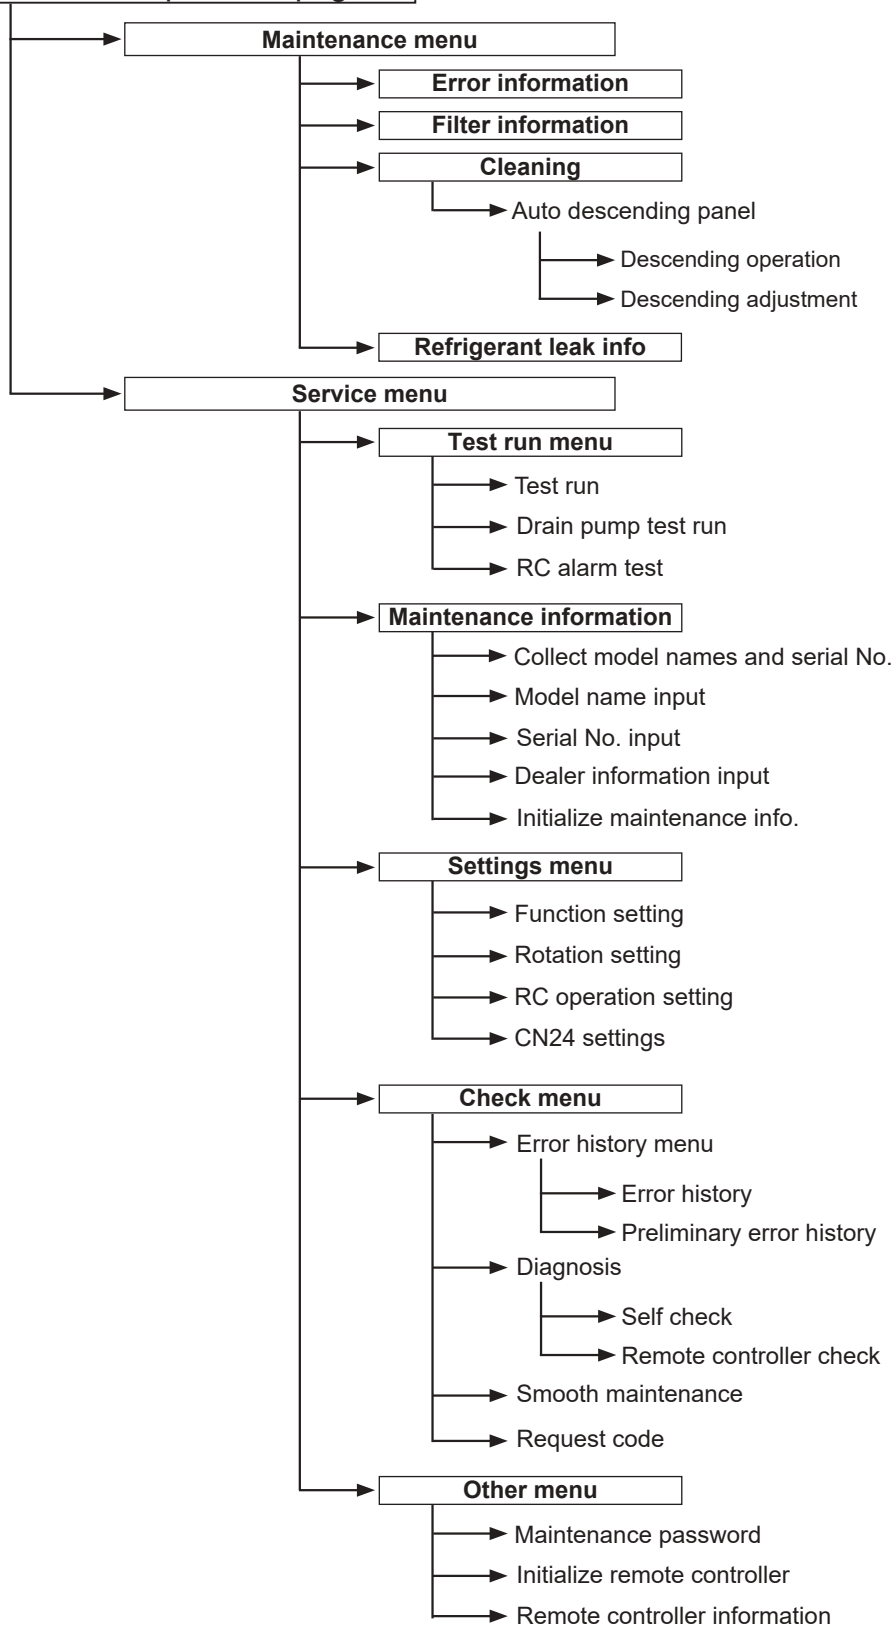 Maintenance menu
Error information
Filter information
Cleaning
Auto descending panel
Descending operation
Descending adjustment
Refrigerant leak info
Service menu
Test run menu
Test run
Drain pump test run
RC alarm test
Maintenance information
Collect model names and serial No.
Model name input
Serial No. input
Dealer information input
Initialize maintenance info.
Settings menu
Function setting
Rotation setting
RC operation setting
CN24 settings
Check menu
Error history menu
Error history
Preliminary error history
Diagnosis
Self check
Remote controller check
Smooth maintenance
Request code
Other menu
Maintenance password
Initialize remote controller
Remote controller information